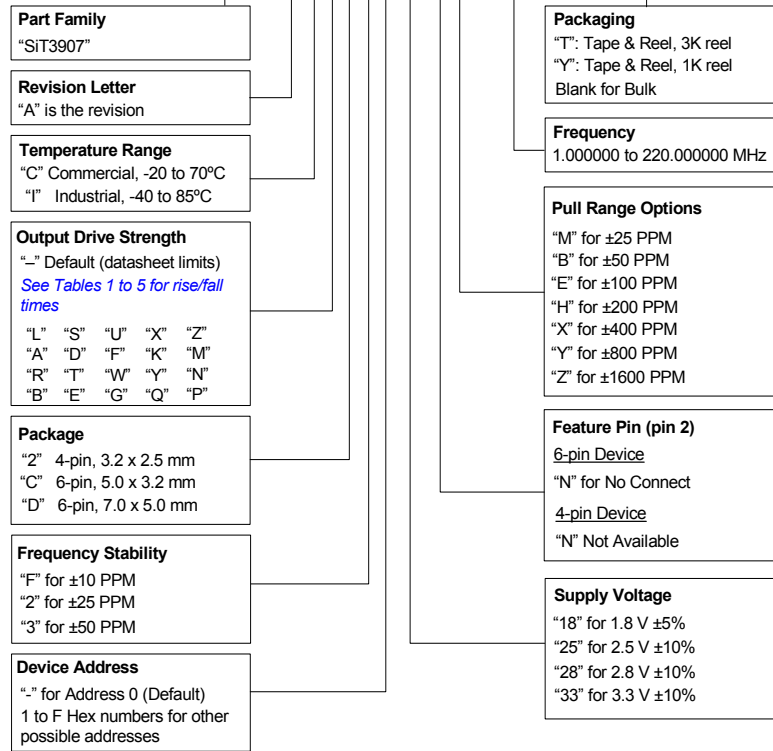 Part Family
“SiT3907”
Revision Letter
“A” is the revision
Temperature Range
“C” Commercial, -20 to 70ºC
“I” Industrial, -40 to 85ºC
Output Drive Strength
“–” Default (datasheet limits)
See Tables 1 to 5 for rise/fall
times
“L” “S” “U” “X” “Z”
“A” “D” “F” “K” “M”
“R” “T” “W” “Y” “N”
“B” “E” “G” “Q” “P”
Package
“2” 4-pin, 3.2 x 2.5 mm
“C” 6-pin, 5.0 x 3.2 mm
“D” 6-pin, 7.0 x 5.0 mm
Frequency Stability
“F” for ±10 PPM
“2” for ±25 PPM
“3” for ±50 PPM
Device Address
“-” for Address 0 (Default)
1 to F Hex numbers for other
possible addresses
Packaging
“T”: Tape & Reel, 3K reel
“Y”: Tape & Reel, 1K reel
Blank for Bulk
Frequency
1.000000 to 220.000000 MHz
Pull Range Options
“M” for ±25 PPM
“B” for ±50 PPM
“E” for ±100 PPM
“H” for ±200 PPM
“X” for ±400 PPM
“Y” for ±800 PPM
“Z” for ±1600 PPM
Feature Pin (pin 2)
6-pin Device
“N” for No Connect
4-pin Device
“N” Not Available
Supply Voltage
“18” for 1.8 V ±5%
“25” for 2.5 V ±10%
“28” for 2.8 V ±10%
“33” for 3.3 V ±10%